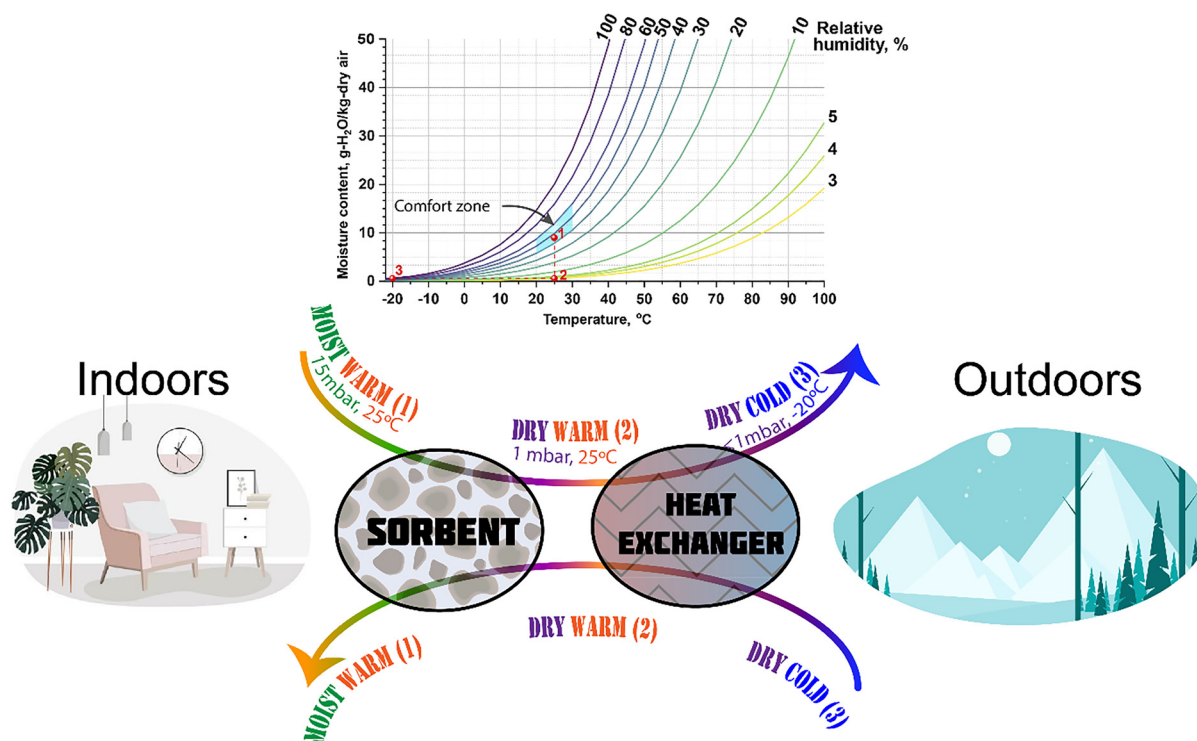 100 80 60 50 40 30 20 10 Relative
humidity, %
Moisture content, g-H₂O/kg-dry air
50
40
30
20
10
0
5
4
3
Comfort zone
1
2
3
-20 -10 0 10 20 30 40 50 60 70 80 90 100
Temperature, °C
Indoors
Outdoors
MOIST WARM (1)
15mbar, 25°C
DRY WARM (2)
1 mbar, 25°C
DRY COLD (3)
<1mbar, -20°C
SORBENT
HEAT
EXCHANGER
DRY WARM (2)
MOIST WARM (1)
DRY COLD (3)